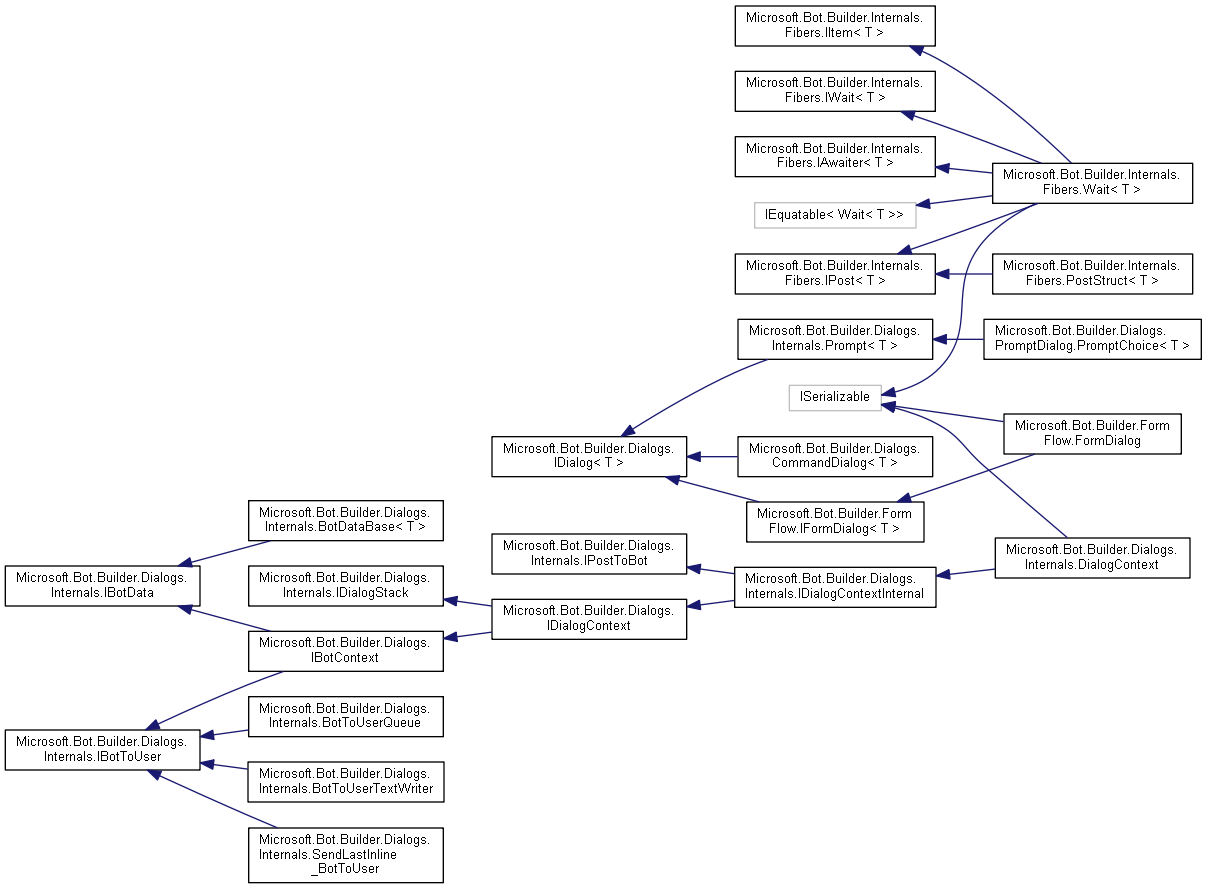 Microsoft.Bot.Builder.Internals.
Fibers.IItem< T >
Microsoft.Bot.Builder.Internals.
Fibers.IWait< T >
Microsoft.Bot.Builder.Internals.
Fibers.IAwaiter< T >
Microsoft.Bot.Builder.Internals.
Fibers.Wait< T >
IEquatable< Wait< T >>
Microsoft.Bot.Builder.Internals.
Fibers.IPost< T >
Microsoft.Bot.Builder.Internals.
Fibers.PostStruct< T >
Microsoft.Bot.Builder.Dialogs.
Internals.Prompt< T >
Microsoft.Bot.Builder.Dialogs.
PromptDialog.PromptChoice< T >
ISerializable
Microsoft.Bot.Builder.Form
Flow.FormDialog
Microsoft.Bot.Builder.Dialogs.
IDialog< T >
Microsoft.Bot.Builder.Dialogs.
CommandDialog< T >
Microsoft.Bot.Builder.Form
Flow.IFormDialog< T >
Microsoft.Bot.Builder.Dialogs.
Internals.BotDataBase< T >
Microsoft.Bot.Builder.Dialogs.
Internals.IPostToBot
Microsoft.Bot.Builder.Dialogs.
Internals.DialogContext
Microsoft.Bot.Builder.Dialogs.
Internals.IBotData
Microsoft.Bot.Builder.Dialogs.
Internals.IDialogStack
Microsoft.Bot.Builder.Dialogs.
Internals.IDialogContextInternal
Microsoft.Bot.Builder.Dialogs.
IDialogContext
Microsoft.Bot.Builder.Dialogs.
IBotContext
Microsoft.Bot.Builder.Dialogs.
Internals.BotToUserQueue
Microsoft.Bot.Builder.Dialogs.
Internals.IBotToUser
Microsoft.Bot.Builder.Dialogs.
Internals.BotToUserTextWriter
Microsoft.Bot.Builder.Dialogs.
Internals.SendLastInline
_BotToUser